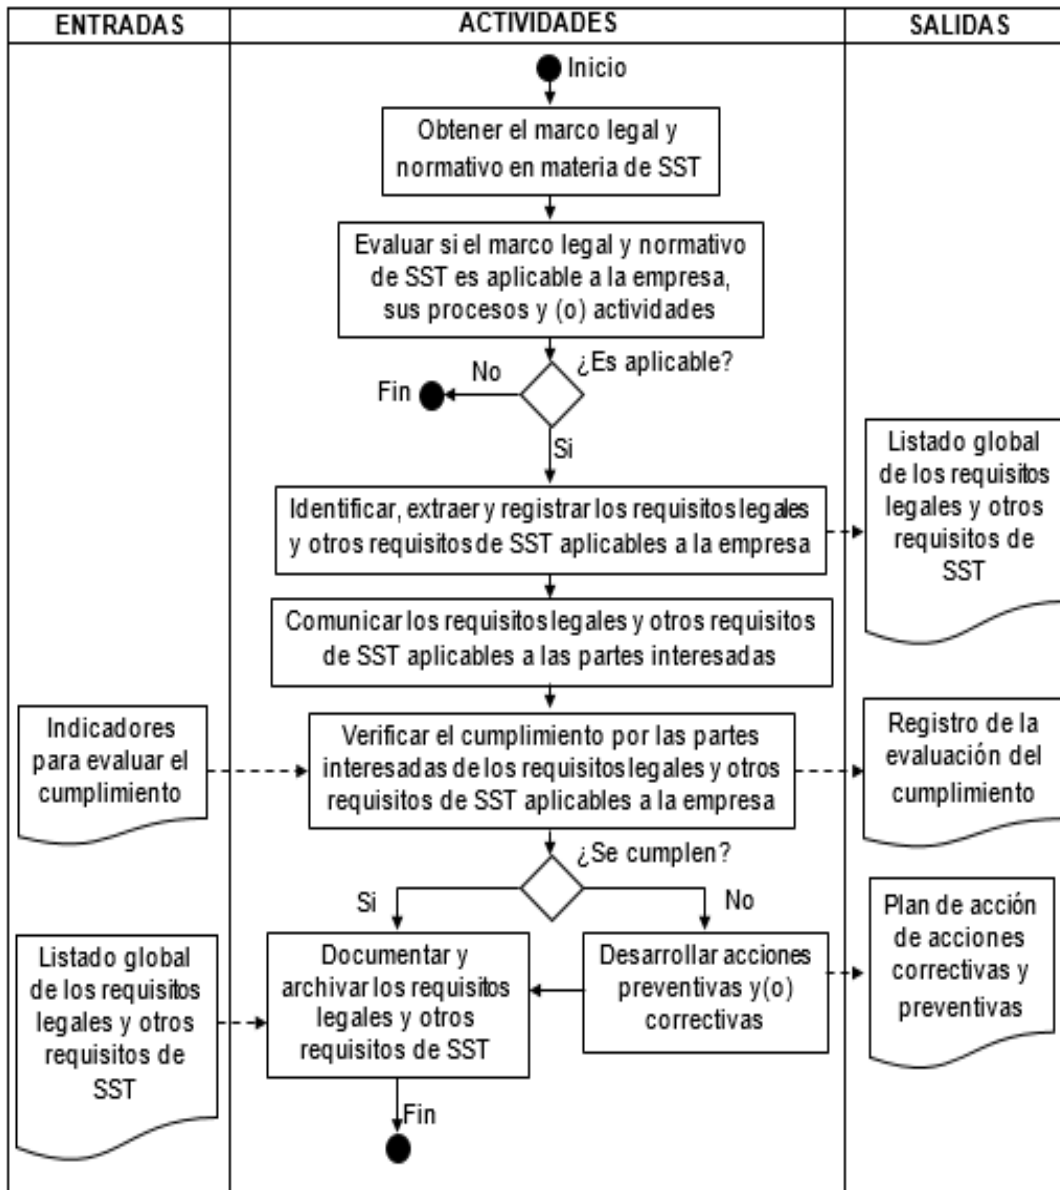 ENTRADAS
ACTIVIDADES
SALIDAS
Inicio
Obtener el marco legal y
normativo en materia de SST
Evaluar si el marco legal y normativo
de SST es aplicable a la empresa,
sus procesos y (o) actividades
¿Es aplicable?
No
Fin
Si
Identificar, extraer y registrar los requisitos legales
y otros requisitos de SST aplicables a la empresa
Listado global
de los requisitos
legales y otros
requisitos de
SST
Comunicar los requisitos legales y otros requisitos
de SST aplicables a las partes interesadas
Indicadores
para evaluar el
cumplimiento
Verificar el cumplimiento por las partes
interesadas de los requisitos legales y otros
requisitos de SST aplicables a la empresa
Registro de la
evaluación del
cumplimiento
¿Se cumplen?
Si
No
Listado global
de los requisitos
legales y otros
requisitos de
SST
Documentar y
archivar los requisitos
legales y otros
requisitos de SST
Desarrollar acciones
preventivas y(o)
correctivas
Plan de acción
de acciones
correctivas y
preventivas
Fin